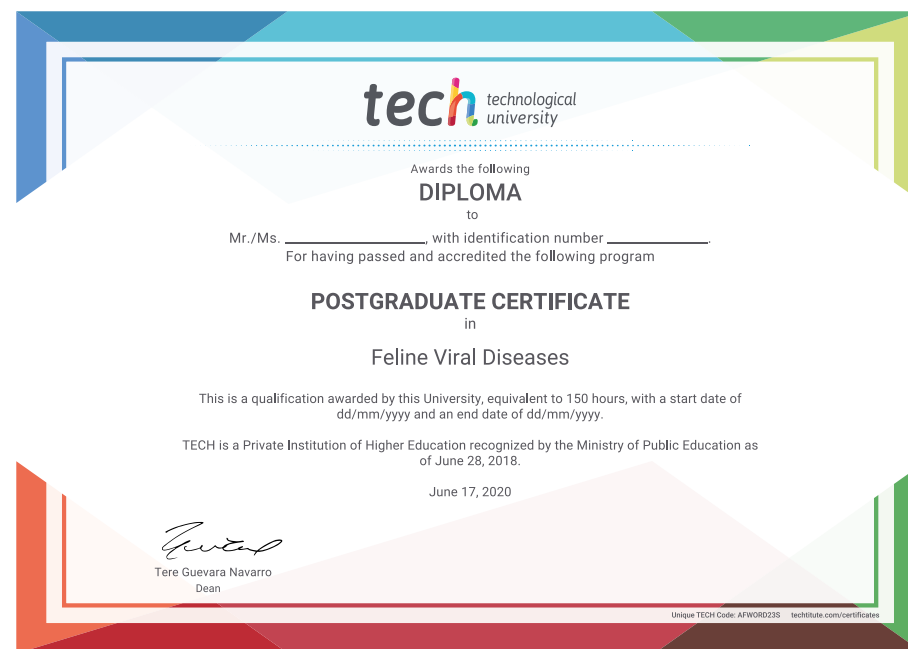 tech technological
university
Awards the following
DIPLOMA
to
Mr./Ms. ____________________, with identification number ______________.
For having passed and accredited the following program
POSTGRADUATE CERTIFICATE
in
Feline Viral Diseases
This is a qualification awarded by this University, equivalent to 150 hours, with a start date of
dd/mm/yyyy and an end date of dd/mm/yyyy.
TECH is a Private Institution of Higher Education recognized by the Ministry of Public Education as
of June 28, 2018.
June 17, 2020
Tere Guevara Navarro
Dean
Unique TECH Code: AFWORD23S techtitute.com/certificates